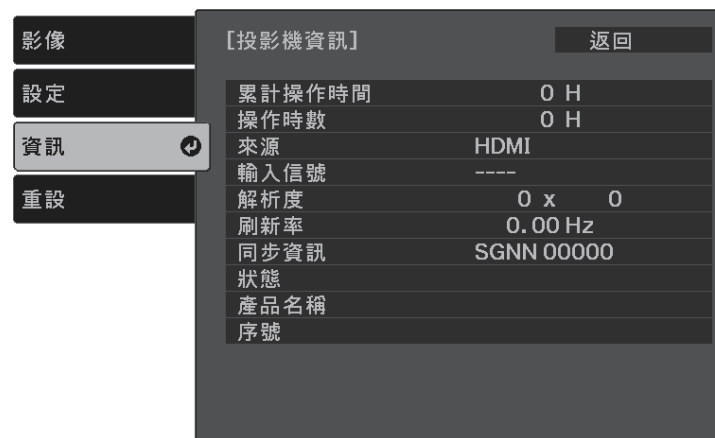 影像
設定
資訊
重設
[投影機資訊]
返回
累計操作時間 0 H
操作時數 0 H
來源 HDMI
輸入信號 ----
解析度 0 x 0
刷新率 0.00 Hz
同步資訊 SGNN 00000
狀態
產品名稱
序號